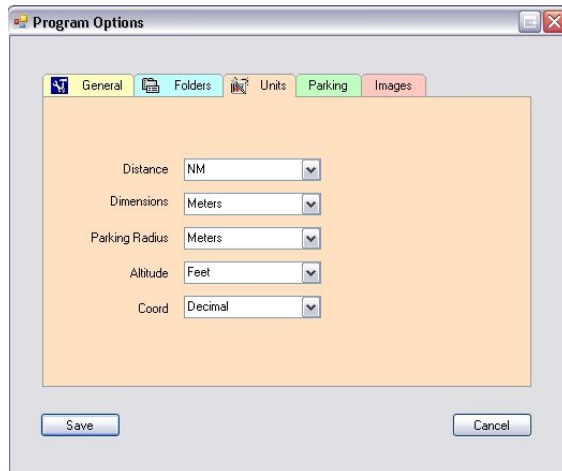 Program Options
General Folders Units Parking Images
Distance NM
Dimensions Meters
Parking Radius Meters
Altitude Feet
Coord Decimal
Save Cancel